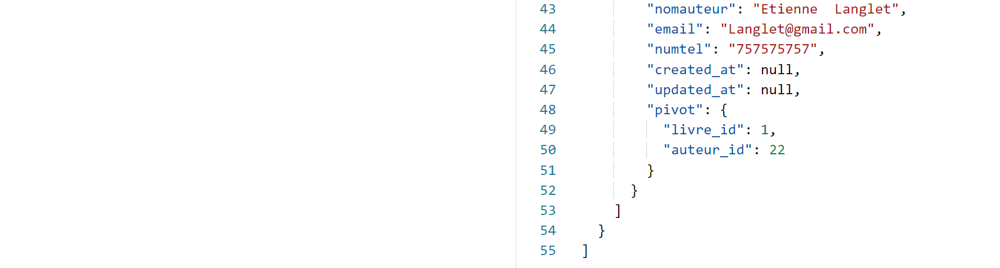 43 "nomauteur": "Etienne  Langlet",
44 "email": "Langlet@gmail.com",
45 "numtel": "757575757",
46 "created_at": null,
47 "updated_at": null,
48 "pivot": {
49 "livre_id": 1,
50 "auteur_id": 22
51 }
52 }
53 ]
54 }
55 ]